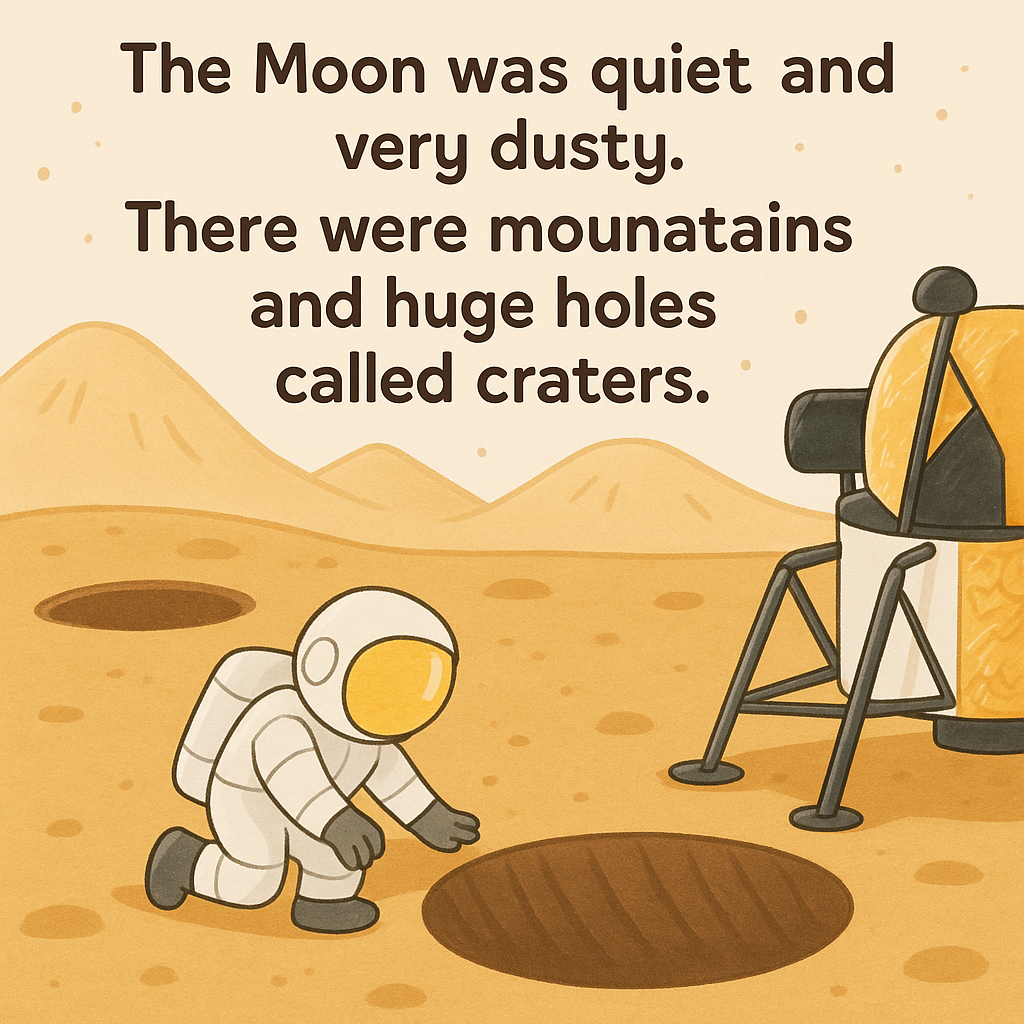 The Moon was quiet and
very dusty.
There were mounatains
and huge holes
called craters.